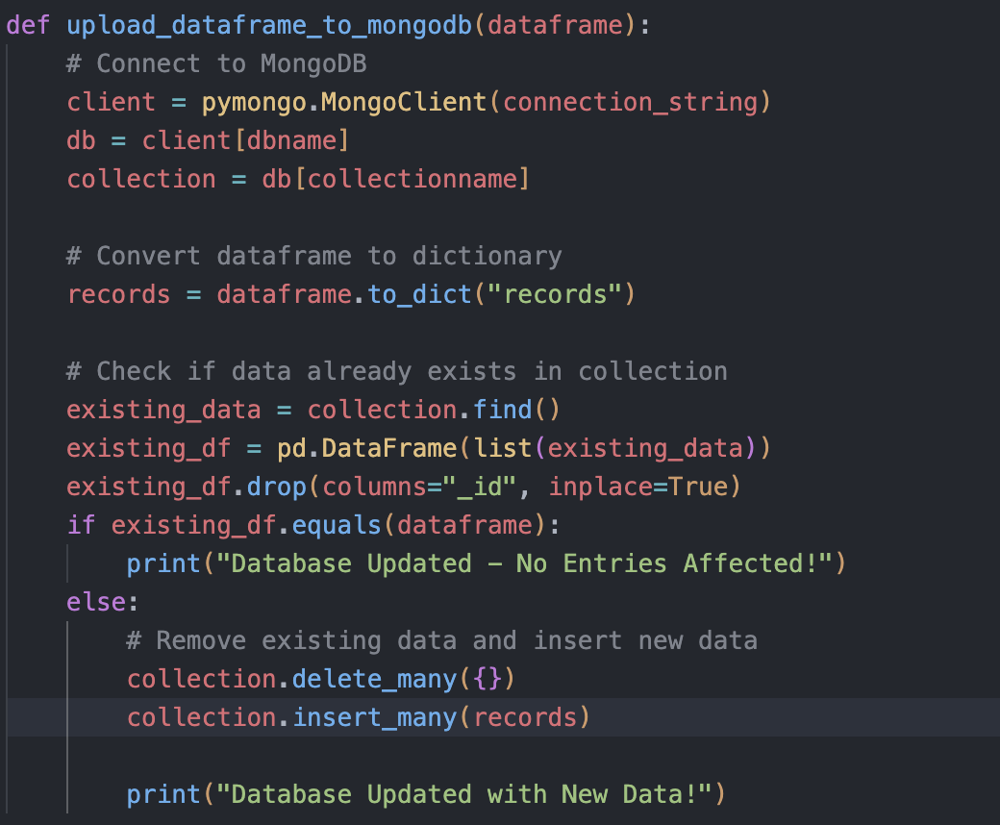 def upload_dataframe_to_mongodb(dataframe):
    # Connect to MongoDB
    client = pymongo.MongoClient(connection_string)
    db = client[dbname]
    collection = db[collectionname]

    # Convert dataframe to dictionary
    records = dataframe.to_dict("records")

    # Check if data already exists in collection
    existing_data = collection.find()
    existing_df = pd.DataFrame(list(existing_data))
    existing_df.drop(columns="_id", inplace=True)
    if existing_df.equals(dataframe):
        print("Database Updated – No Entries Affected!")
    else:
        # Remove existing data and insert new data
        collection.delete_many({})
        collection.insert_many(records)

        print("Database Updated with New Data!")